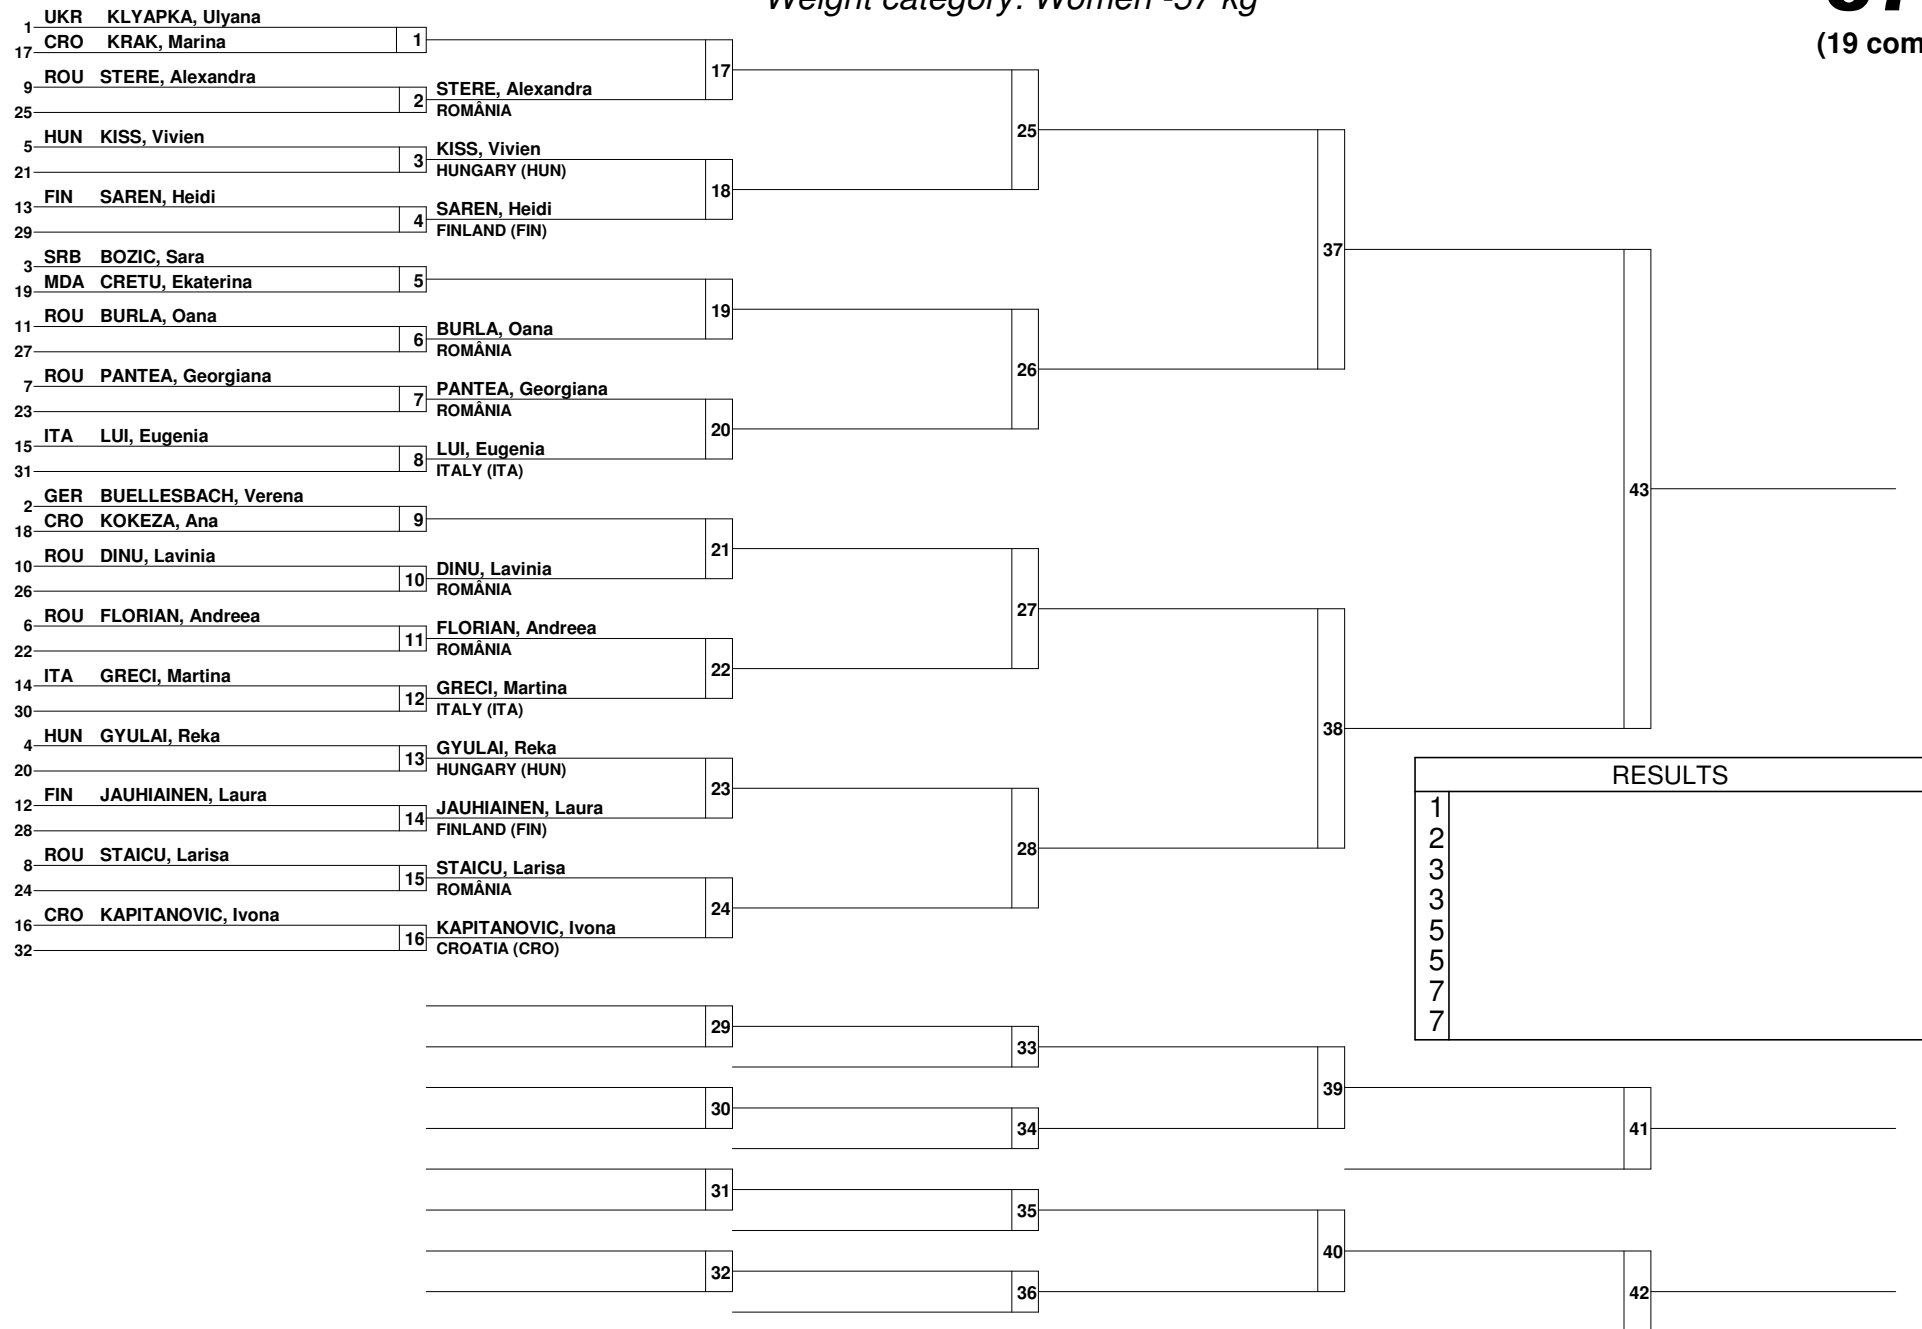 Weight category: Women -57 kg
57
(19 com
1 UKR KLYAPKA, Ulyana
17 CRO KRAK, Marina
1
9 ROU STERE, Alexandra
25
2
STERE, Alexandra
ROMÂNIA
17
5 HUN KISS, Vivien
21
3
KISS, Vivien
HUNGARY (HUN)
13 FIN SAREN, Heidi
29
4
SAREN, Heidi
FINLAND (FIN)
18
25
3 SRB BOZIC, Sara
19 MDA CRETU, Ekaterina
5
11 ROU BURLA, Oana
27
6
BURLA, Oana
ROMÂNIA
19
7 ROU PANTEA, Georgiana
23
7
PANTEA, Georgiana
ROMÂNIA
15 ITA LUI, Eugenia
31
8
LUI, Eugenia
ITALY (ITA)
20
26
37
2 GER BUELLESBACH, Verena
18 CRO KOKEZA, Ana
9
10 ROU DINU, Lavinia
26
10
DINU, Lavinia
ROMÂNIA
21
6 ROU FLORIAN, Andreea
22
11
FLORIAN, Andreea
ROMÂNIA
14 ITA GRECI, Martina
30
12
GRECI, Martina
ITALY (ITA)
22
27
4 HUN GYULAI, Reka
20
13
GYULAI, Reka
HUNGARY (HUN)
12 FIN JAUHIAINEN, Laura
28
14
JAUHIAINEN, Laura
FINLAND (FIN)
23
8 ROU STAICU, Larisa
24
15
STAICU, Larisa
ROMÂNIA
16 CRO KAPITANOVIC, Ivona
32
16
KAPITANOVIC, Ivona
CROATIA (CRO)
24
28
38
43
RESULTS
1
2
3
3
5
5
7
7
29
33
30
34
39
41
31
35
32
36
40
42